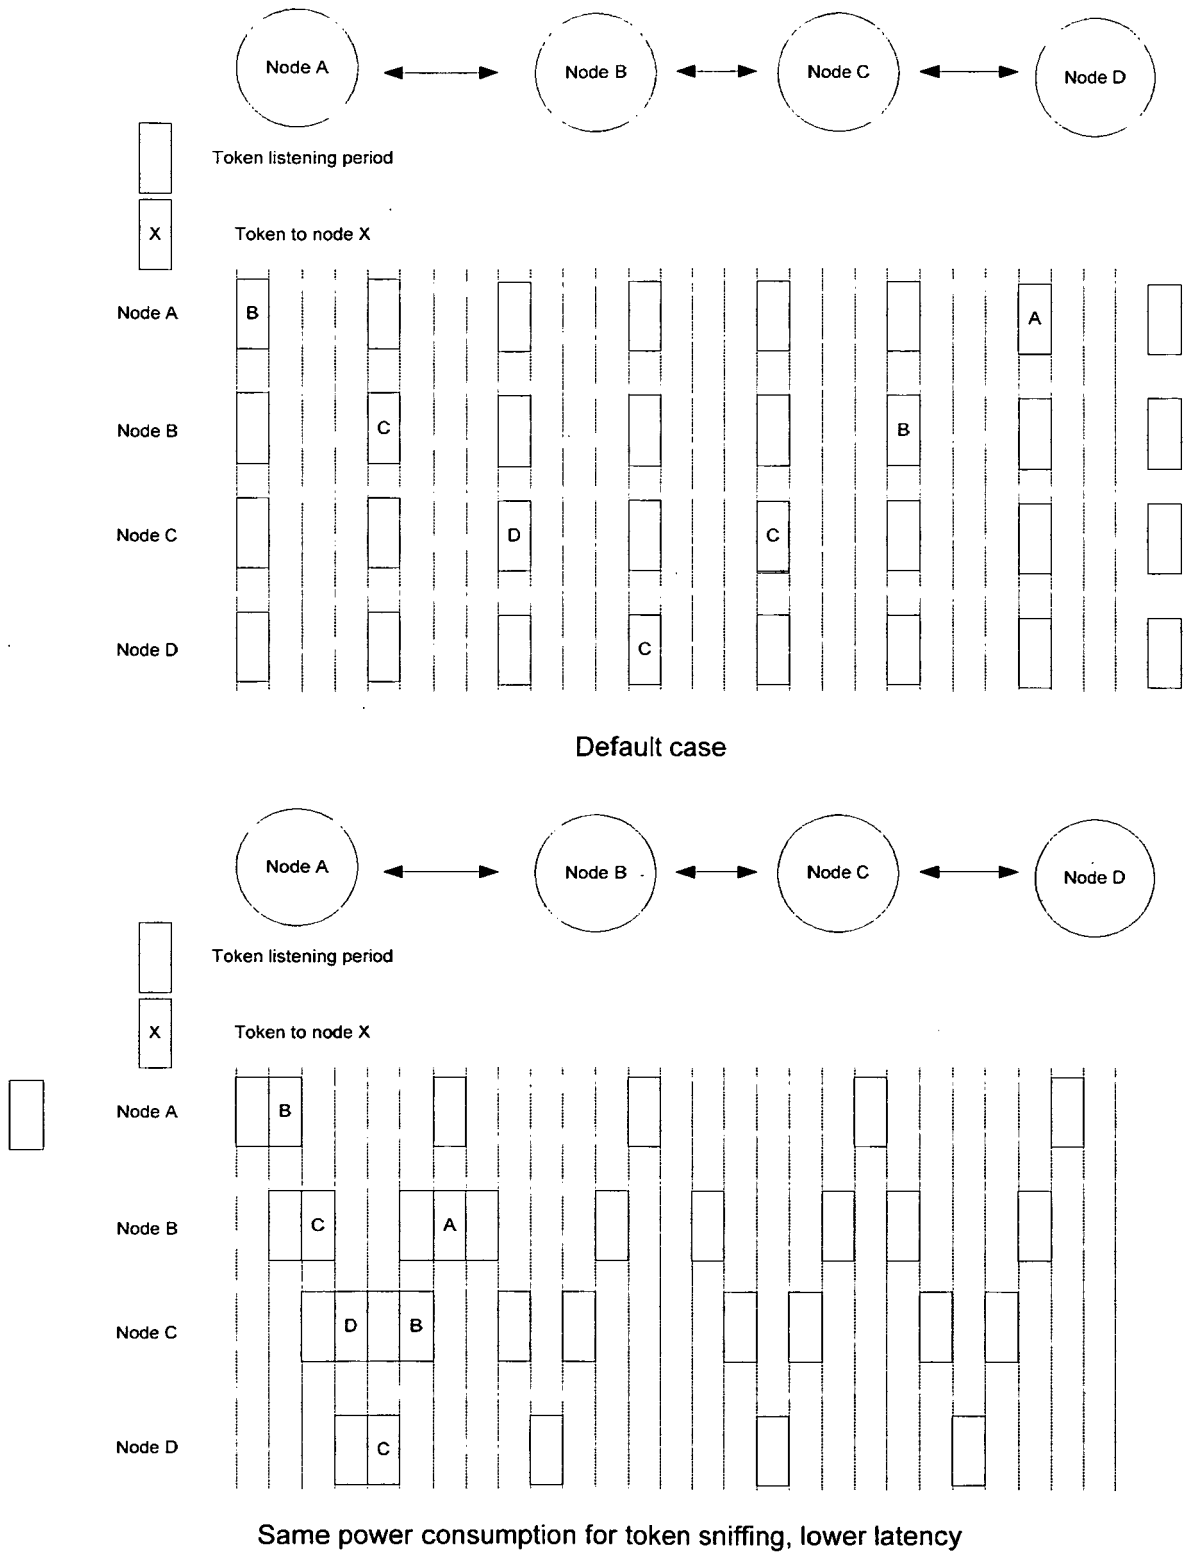 Node A Node B Node C Node D
Token listening period
X Token to node X
Node A B A
Node B C B
Node C D C
Node D C
Default case
Node A Node B Node C Node D
Token listening period
X Token to node X
Node A B
Node B C A
Node C D B
Node D C
Same power consumption for token sniffing, lower latency